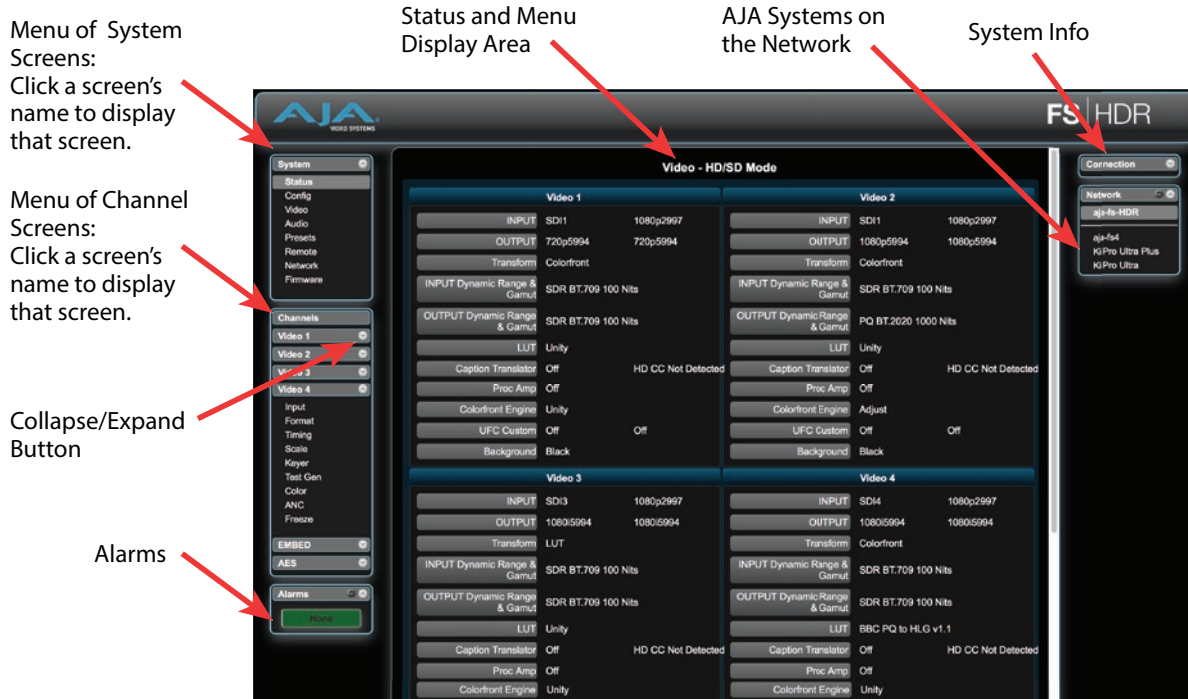 Menu of System
Screens:
Click a screen's
name to display
that screen.
Status and Menu
Display Area
AJA Systems on
the Network
System Info
Menu of Channel
Screens:
Click a screen's
name to display
that screen.
Collapse/Expand
Button
Alarms
AJA
VIDEO SYSTEMS
FS HDR
System
Status
Config
Video
Audio
Presets
Remote
Network
Firmware
Channels
Video 1
Video 2
Video 3
Video 4
Input
Format
Timing
Scale
Keyer
Test Gen
Color
ANC
Freeze
EMBED
AES
Alarms
None
Video - HD/SD Mode
Video 1
INPUT SDI1 1080p2997
OUTPUT 720p5994 720p5994
Transform Colorfront
INPUT Dynamic Range &
Gamut SDR BT.709 100 Nits
OUTPUT Dynamic Range
& Gamut SDR BT.709 100 Nits
LUT Unity
Caption Translator Off HD CC Not Detected
Proc Amp Off
Colorfront Engine Unity
UFC Custom Off Off
Background Black
Video 2
INPUT SDI1 1080p2997
OUTPUT 1080p5994 1080p5994
Transform Colorfront
INPUT Dynamic Range &
Gamut SDR BT.709 100 Nits
OUTPUT Dynamic Range
& Gamut PQ BT.2020 1000 Nits
LUT Unity
Caption Translator Off HD CC Not Detected
Proc Amp Off
Colorfront Engine Adjust
UFC Custom Off Off
Background Black
Video 3
INPUT SDI3 1080p2997
OUTPUT 1080i5994 1080i5994
Transform LUT
INPUT Dynamic Range &
Gamut SDR BT.709 100 Nits
OUTPUT Dynamic Range
& Gamut SDR BT.709 100 Nits
LUT Unity
Caption Translator Off HD CC Not Detected
Proc Amp Off
Colorfront Engine Unity
Video 4
INPUT SDI4 1080p2997
OUTPUT 1080i5994 1080i5994
Transform Colorfront
INPUT Dynamic Range &
Gamut SDR BT.709 100 Nits
OUTPUT Dynamic Range
& Gamut SDR BT.709 100 Nits
LUT BBC PQ to HLG v1.1
Caption Translator Off HD CC Not Detected
Proc Amp Off
Colorfront Engine Unity
Connection
Network
aja-fs-HDR
aja-fs4
KiPro Ultra Plus
KiPro Ultra